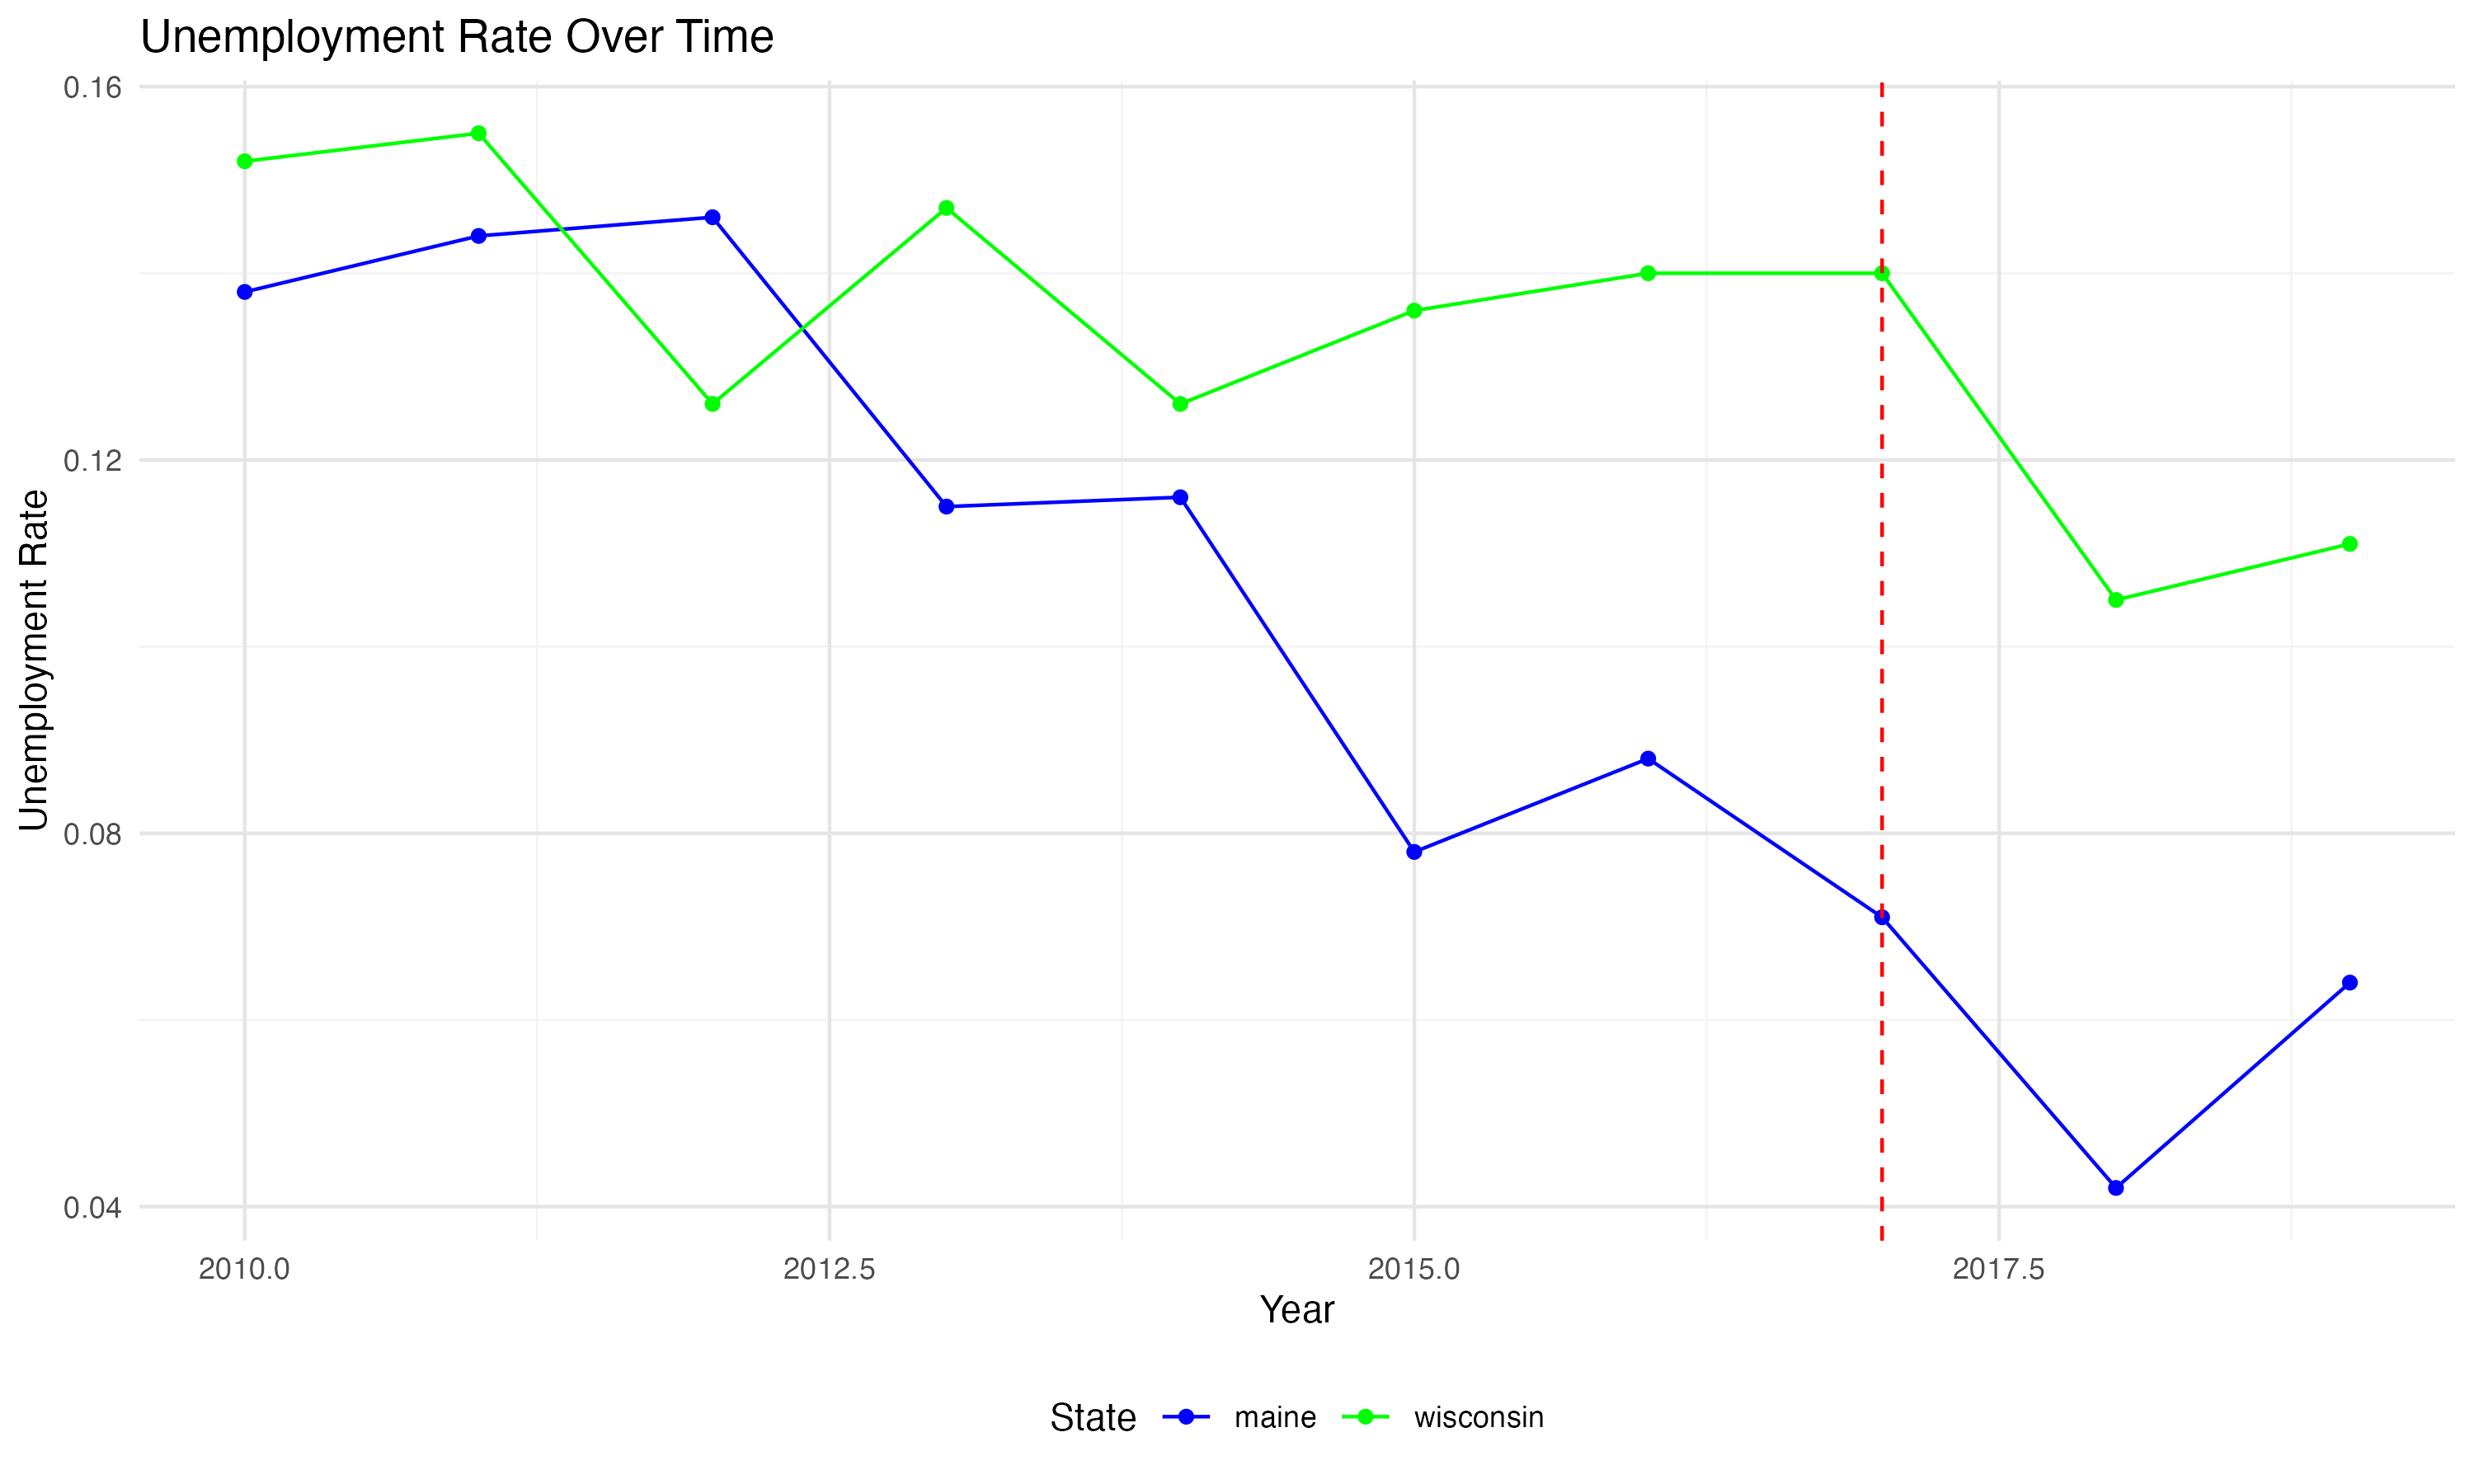 Unemployment Rate Over Time
Unemployment Rate
0.16
0.12
0.08
0.04
2010.0 2012.5 2015.0 2017.5
Year
State maine wisconsin